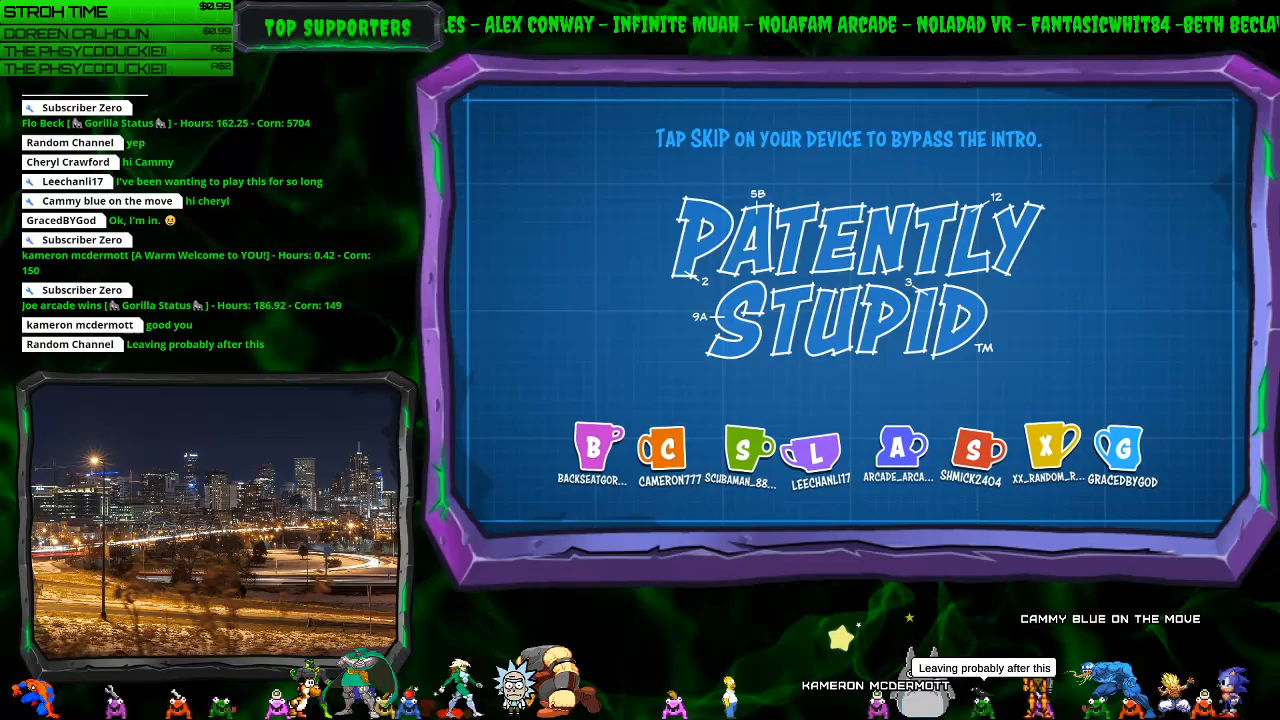 STROH TIME $0.99
DOREEN CALHOUN $0.99
THE PHSYCODUCKIE!! A$2
THE PHSYCODUCKIE!! A$2
TOP SUPPORTERS
LES – ALEX CONWAY – INFINITE MUAH – NOLAFAM ARCADE – NOLADAD VR – FANTASICWHIT84 –BETH BECLA
Subscriber Zero
Flo Beck [🦍Gorilla Status🦍] - Hours: 162.25 - Corn: 5704
Random Channel yep
Cheryl Crawford hi Cammy
Leechanli17 I've been wanting to play this for so long
Cammy blue on the move hi cheryl
GracedBYGod Ok, I'm in. 😀
Subscriber Zero
kameron mcdermott [A Warm Welcome to YOU!] - Hours: 0.42 - Corn:
150
Subscriber Zero
Joe arcade wins [🦍Gorilla Status🦍] - Hours: 186.92 - Corn: 149
kameron mcdermott good you
Random Channel Leaving probably after this
TAP SKIP ON YOUR DEVICE TO BYPASS THE INTRO.
5B 12
PATENTLY
2 3
9A STUPID™
B C S L A S X G
BACKSEATGOR... CAMERON777 SCUBAMAN_88... LEECHANLI17 ARCADE_ARCA... SHMICK2404 XX_RANDOM_R... GRACEDBYGOD
CAMMY BLUE ON THE MOVE
Leaving probably after this
KAMERON MCDERMOTT